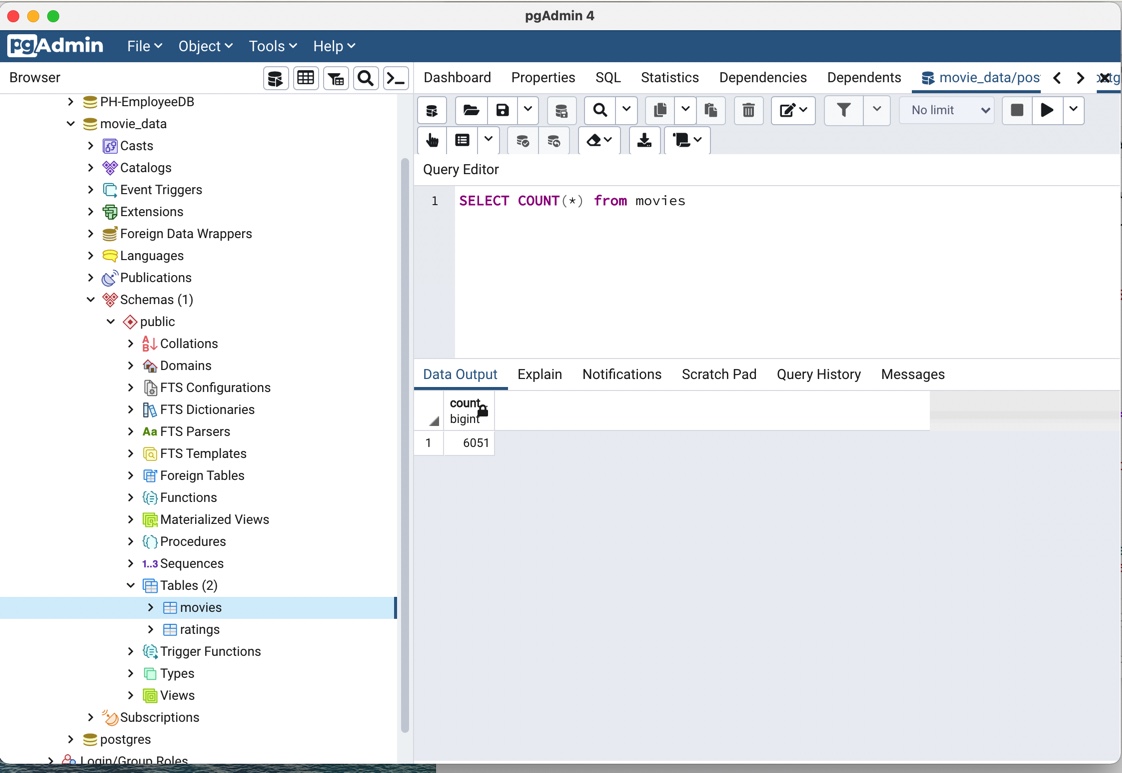 pgAdmin 4
pgAdmin File Object Tools Help
Browser
Dashboard Properties SQL Statistics Dependencies Dependents movie_data/pos
No limit
PH-EmployeeDB
movie_data
Casts
Catalogs
Event Triggers
Extensions
Foreign Data Wrappers
Languages
Publications
Schemas (1)
public
Collations
Domains
FTS Configurations
FTS Dictionaries
Aa FTS Parsers
FTS Templates
Foreign Tables
Functions
Materialized Views
Procedures
1..3 Sequences
Tables (2)
movies
ratings
Trigger Functions
Types
Views
Subscriptions
postgres
Login/Group Roles
Query Editor
1 SELECT COUNT(*) from movies
Data Output Explain Notifications Scratch Pad Query History Messages
count
bigint
1 6051